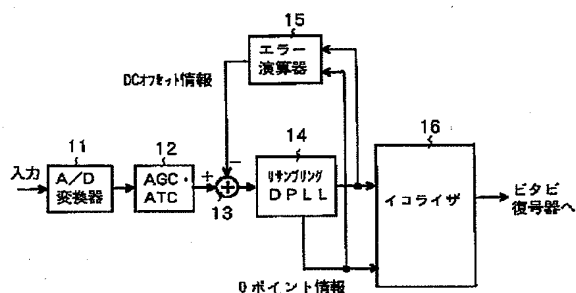 15
エラー
演算器
DCオフセット情報
11
12
14
16
入力
A/D
変換器
AGC・
ATC
+
−
13
リサンプリング
DPLL
イコライザ
ビタビ
復号器へ
0ポイント情報